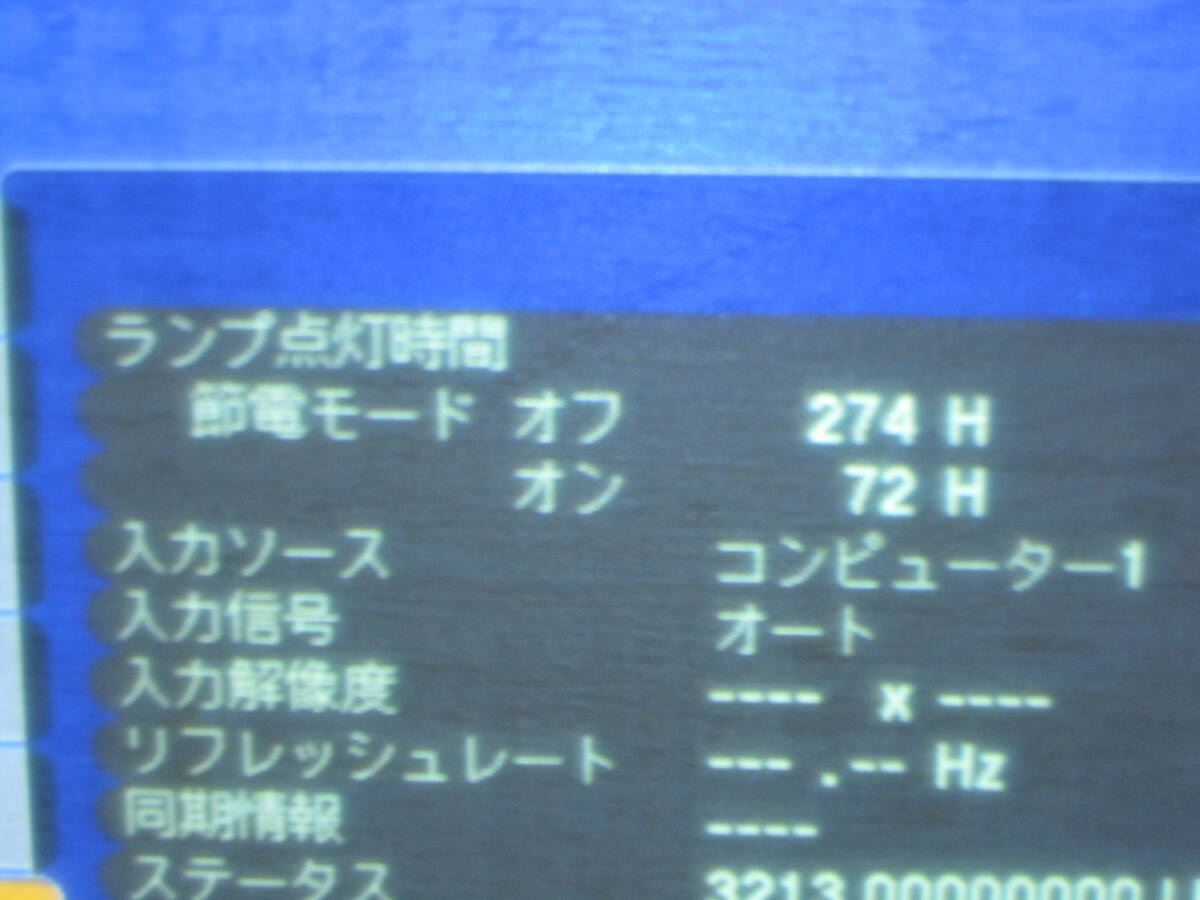 ランプ点灯時間
節電モード オフ 274 H
オン 72 H
入力ソース コンピューター1
入力信号 オート
入力解像度 ---- x ----
リフレッシュレート --- .-- Hz
同期情報 ----
ステータス 3213 00000000